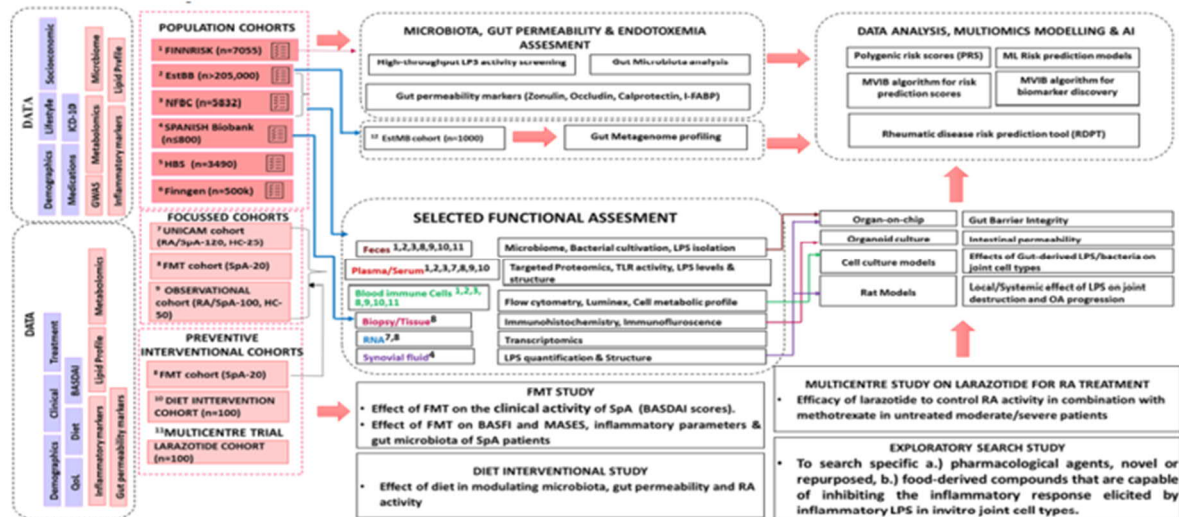 DATA
Demographics
Lifestyle
Socioeconomic
Medications
ICD-10
GWAS
Metabolomics
Microbiome
Inflammatory markers
Lipid Profile
POPULATION COHORTS
1 FINNRISK (n=7055)
2 EstBB (n>205,000)
3 NFBC (n=5832)
4 SPANISH Biobank
(n≤800)
5 HBS (n=3490)
6 Finngen (n=500k)
FOCUSSED COHORTS
7 UNICAM cohort
(RA/SpA-120, HC-25)
8 FMT cohort (SpA-20)
9 OBSERVATIONAL
cohort (RA/SpA-100, HC-
50)
PREVENTIVE
INTERVENTIONAL COHORTS
8 FMT cohort (SpA-20)
10 DIET INTTERVENTION
COHORT (n=100)
11 MULTICENTRE TRIAL
LARAZOTIDE COHORT
(n=100)
DATA
Demographics
Clinical
Treatment
QoL
Diet
BASDAI
Inflammatory markers
Lipid Profile
Metabolomics
Gut permeability markers
MICROBIOTA, GUT PERMEABILITY & ENDOTOXEMIA
ASSESMENT
High-throughput LPS activity screening
Gut Microbiota analysis
Gut permeability markers (Zonulin, Occludin, Calprotectin, I-FABP)
12 EstMB cohort (n=1000)
Gut Metagenome profiling
DATA ANALYSIS, MULTIOMICS MODELLING & AI
Polygenic risk scores (PRS)
ML Risk prediction models
MVIB algorithm for risk
prediction scores
MVIB algorithm for
biomarker discovery
Rheumatic disease risk prediction tool (RDPT)
SELECTED FUNCTIONAL ASSESMENT
Feces 1,2,3,8,9,10,11
Microbiome, Bacterial cultivation, LPS isolation
Plasma/Serum 1,2,3,7,8,9,10
Targeted Proteomics, TLR activity, LPS levels &
structure
Blood immune Cells 1,2,3,
8,9,10,11
Flow cytometry, Luminex, Cell metabolic profile
Biopsy/Tissue 8
Immunohistochemistry, Immunofluroscence
RNA 7,8
Transcriptomics
Synovial fluid 4
LPS quantification & Structure
Organ-on-chip
Gut Barrier Integrity
Organoid culture
Intestinal permeability
Cell culture models
Effects of Gut-derived LPS/bacteria on
joint cell types
Rat Models
Local/Systemic effect of LPS on joint
destruction and OA progression
FMT STUDY
• Effect of FMT on the clinical activity of SpA (BASDAI scores).
• Effect of FMT on BASFI and MASES, inflammatory parameters &
gut microbiota of SpA patients
DIET INTERVENTIONAL STUDY
• Effect of diet in modulating microbiota, gut permeability and RA
activity
MULTICENTRE STUDY ON LARAZOTIDE FOR RA TREATMENT
• Efficacy of larazotide to control RA activity in combination with
methotrexate in untreated moderate/severe patients
EXPLORATORY SEARCH STUDY
• To search specific a.) pharmacological agents, novel or
repurposed, b.) food-derived compounds that are capable
of inhibiting the inflammatory response elicited by
inflammatory LPS in invitro joint cell types.